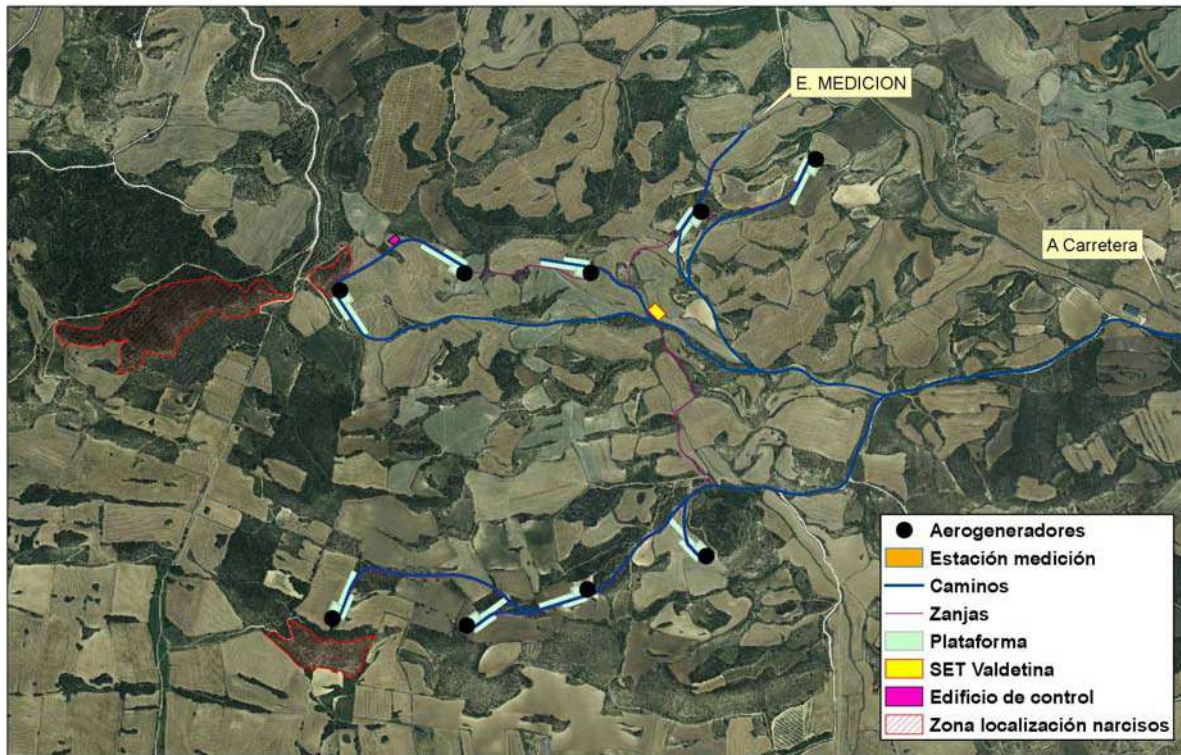 E. MEDICION
A Carretera
Aerogeneradores
Estación medición
Caminos
Zanjas
Plataforma
SET Valdetina
Edificio de control
Zona localización narcisos